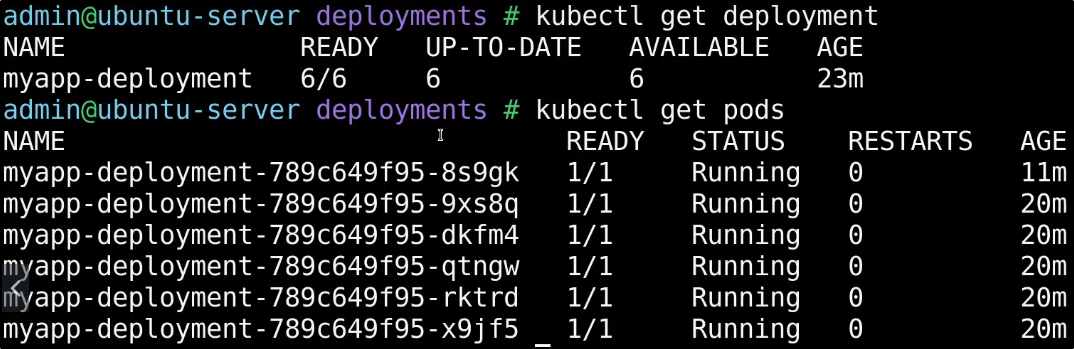 admin@ubuntu-server deployments # kubectl get deployment
NAME READY UP-TO-DATE AVAILABLE AGE
myapp-deployment 6/6 6 6 23m
admin@ubuntu-server deployments # kubectl get pods
NAME READY STATUS RESTARTS AGE
myapp-deployment-789c649f95-8s9gk 1/1 Running 0 11m
myapp-deployment-789c649f95-9xs8q 1/1 Running 0 20m
myapp-deployment-789c649f95-dkfm4 1/1 Running 0 20m
myapp-deployment-789c649f95-qtngw 1/1 Running 0 20m
myapp-deployment-789c649f95-rktrd 1/1 Running 0 20m
myapp-deployment-789c649f95-x9jf5 1/1 Running 0 20m